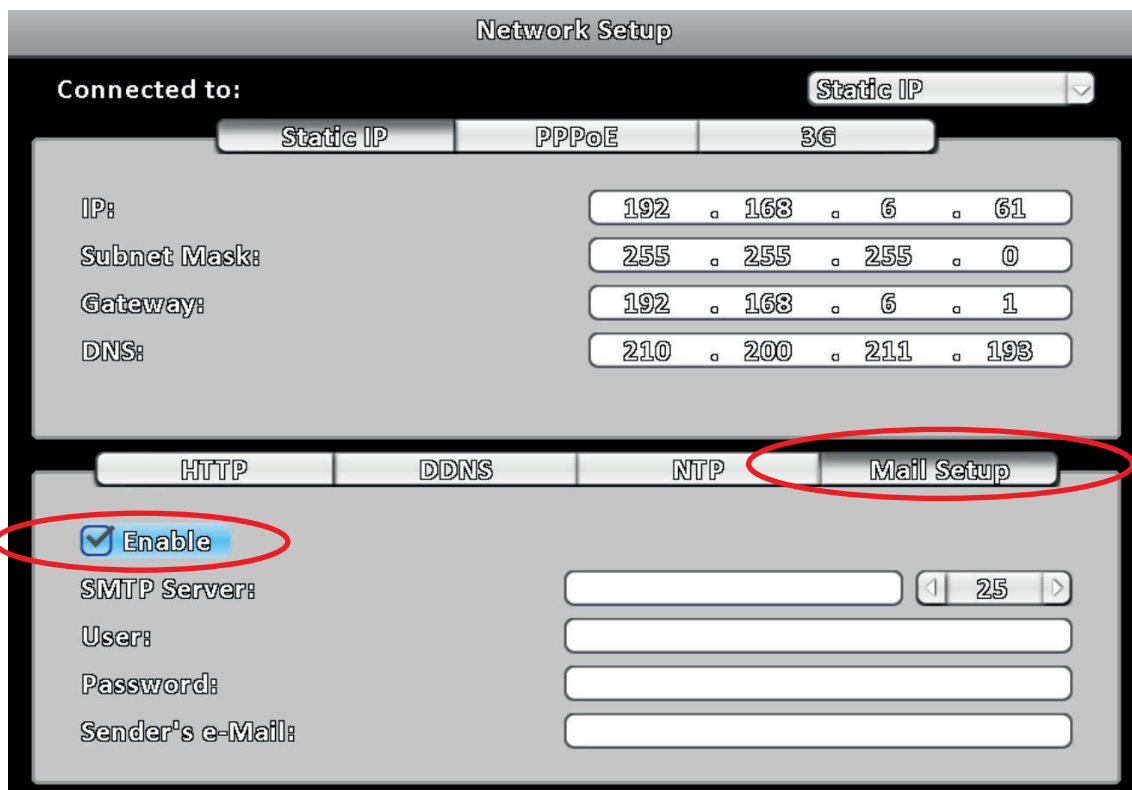 Network Setup
Connected to: Static IP
Static IP PPPoE 3G
IP: 192 . 168 . 6 . 61
Subnet Mask: 255 . 255 . 255 . 0
Gateway: 192 . 168 . 6 . 1
DNS: 210 . 200 . 211 . 193
HTTP DDNS NTP Mail Setup
Enable
SMTP Server: 25
User:
Password:
Sender's e-Mail: